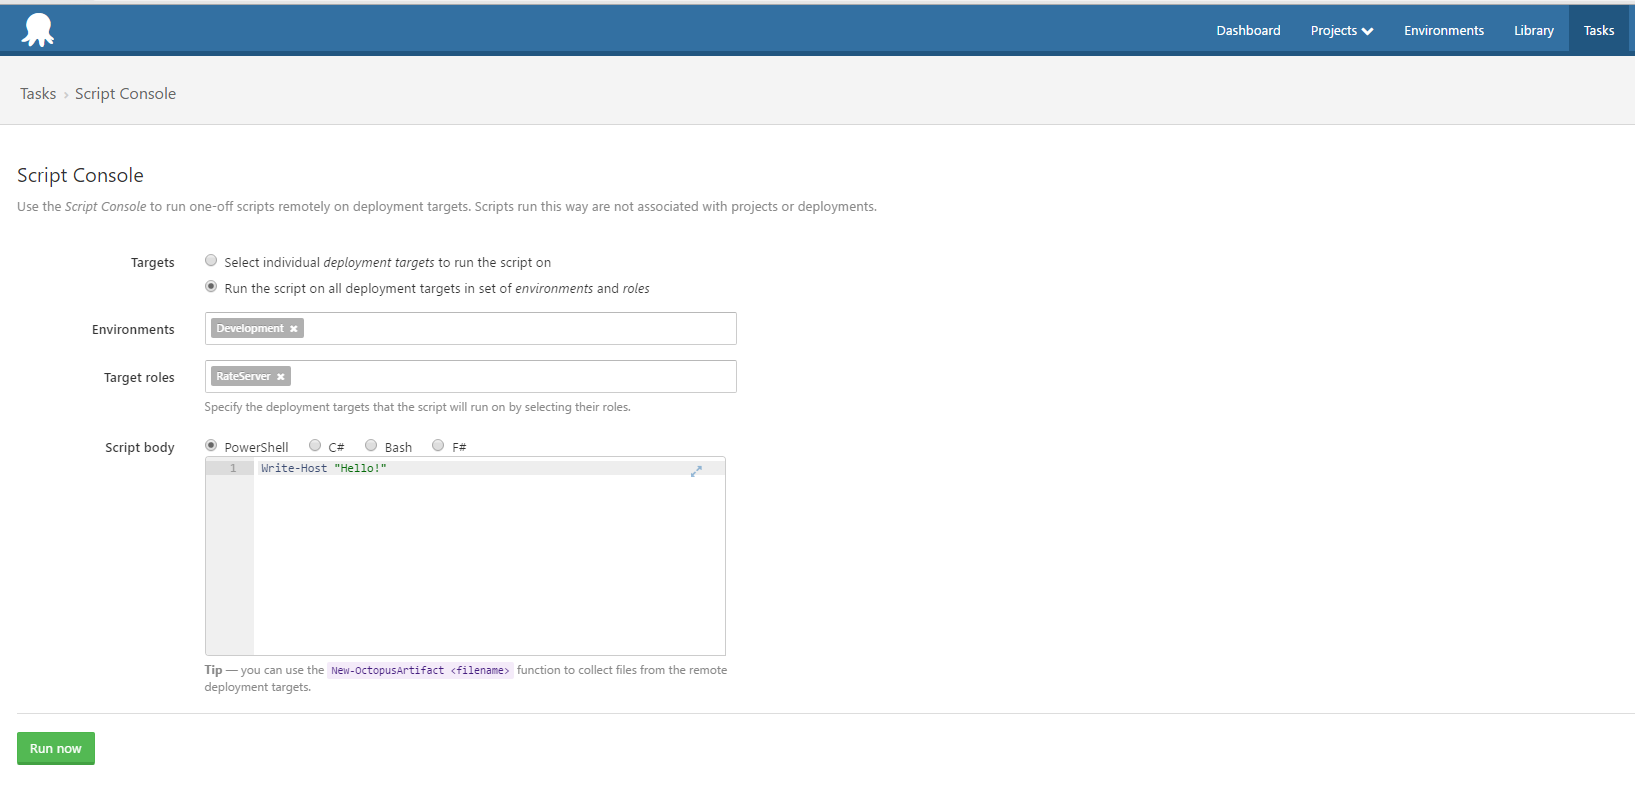 Dashboard Projects Environments Library Tasks
Tasks › Script Console
Script Console
Use the Script Console to run one-off scripts remotely on deployment targets. Scripts run this way are not associated with projects or deployments.
Targets
Select individual deployment targets to run the script on
Run the script on all deployment targets in set of environments and roles
Environments
Development ×
Target roles
RateServer ×
Specify the deployment targets that the script will run on by selecting their roles.
Script body
PowerShell C# Bash F#
1 Write-Host "Hello!"
Tip — you can use the New-OctopusArtifact <filename> function to collect files from the remote
deployment targets.
Run now